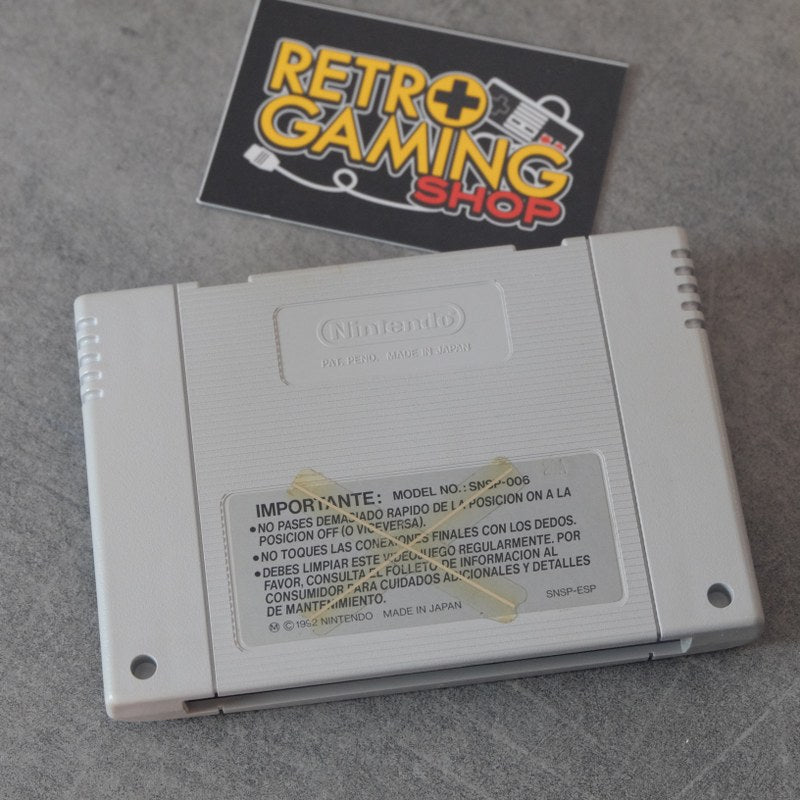 RETRO
GAMING
SHOP
Nintendo
PAT. PEND. MADE IN JAPAN
IMPORTANTE: MODEL NO.: SNSP-006
•NO PASES DEMASIADO RAPIDO DE LA POSICION ON A LA
POSICION OFF (O VICEVERSA).
•NO TOQUES LAS CONEXIONES FINALES CON LOS DEDOS.
•DEBES LIMPIAR ESTE VIDEOJUEGO REGULARMENTE. POR
FAVOR, CONSULTA EL FOLLETO DE INFORMACION AL
CONSUMIDOR PARA CUIDADOS ADICIONALES Y DETALLES
DE MANTENIMIENTO.
SNSP-ESP
Ⓜ ©1992 NINTENDO MADE IN JAPAN